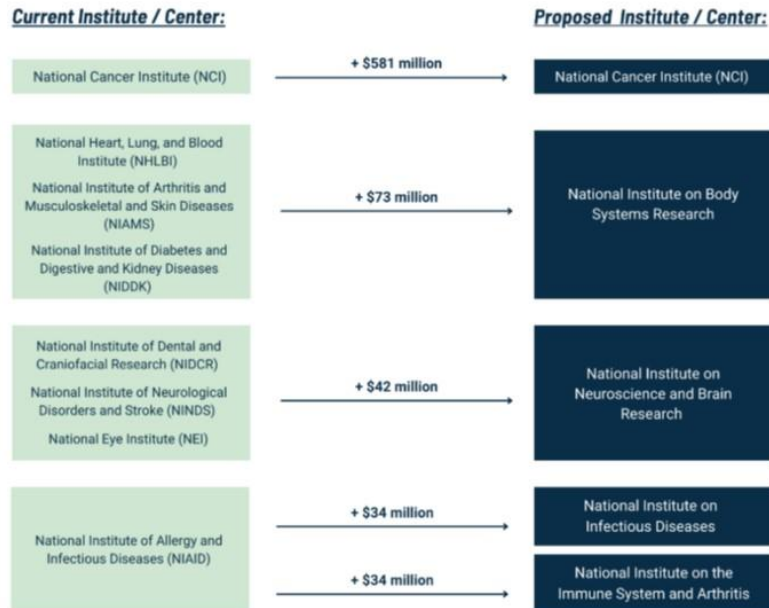 Current Institute / Center:
Proposed Institute / Center:
National Cancer Institute (NCI)
+ $581 million
National Cancer Institute (NCI)
National Heart, Lung, and Blood
Institute (NHLBI)
National Institute of Arthritis and
Musculoskeletal and Skin Diseases
(NIAMS)
National Institute of Diabetes and
Digestive and Kidney Diseases
(NIDDK)
+ $73 million
National Institute on Body
Systems Research
National Institute of Dental and
Craniofacial Research (NIDCR)
National Institute of Neurological
Disorders and Stroke (NINDS)
National Eye Institute (NEI)
+ $42 million
National Institute on
Neuroscience and Brain
Research
National Institute of Allergy and
Infectious Diseases (NIAID)
+ $34 million
National Institute on
Infectious Diseases
+ $34 million
National Institute on the
Immune System and Arthritis